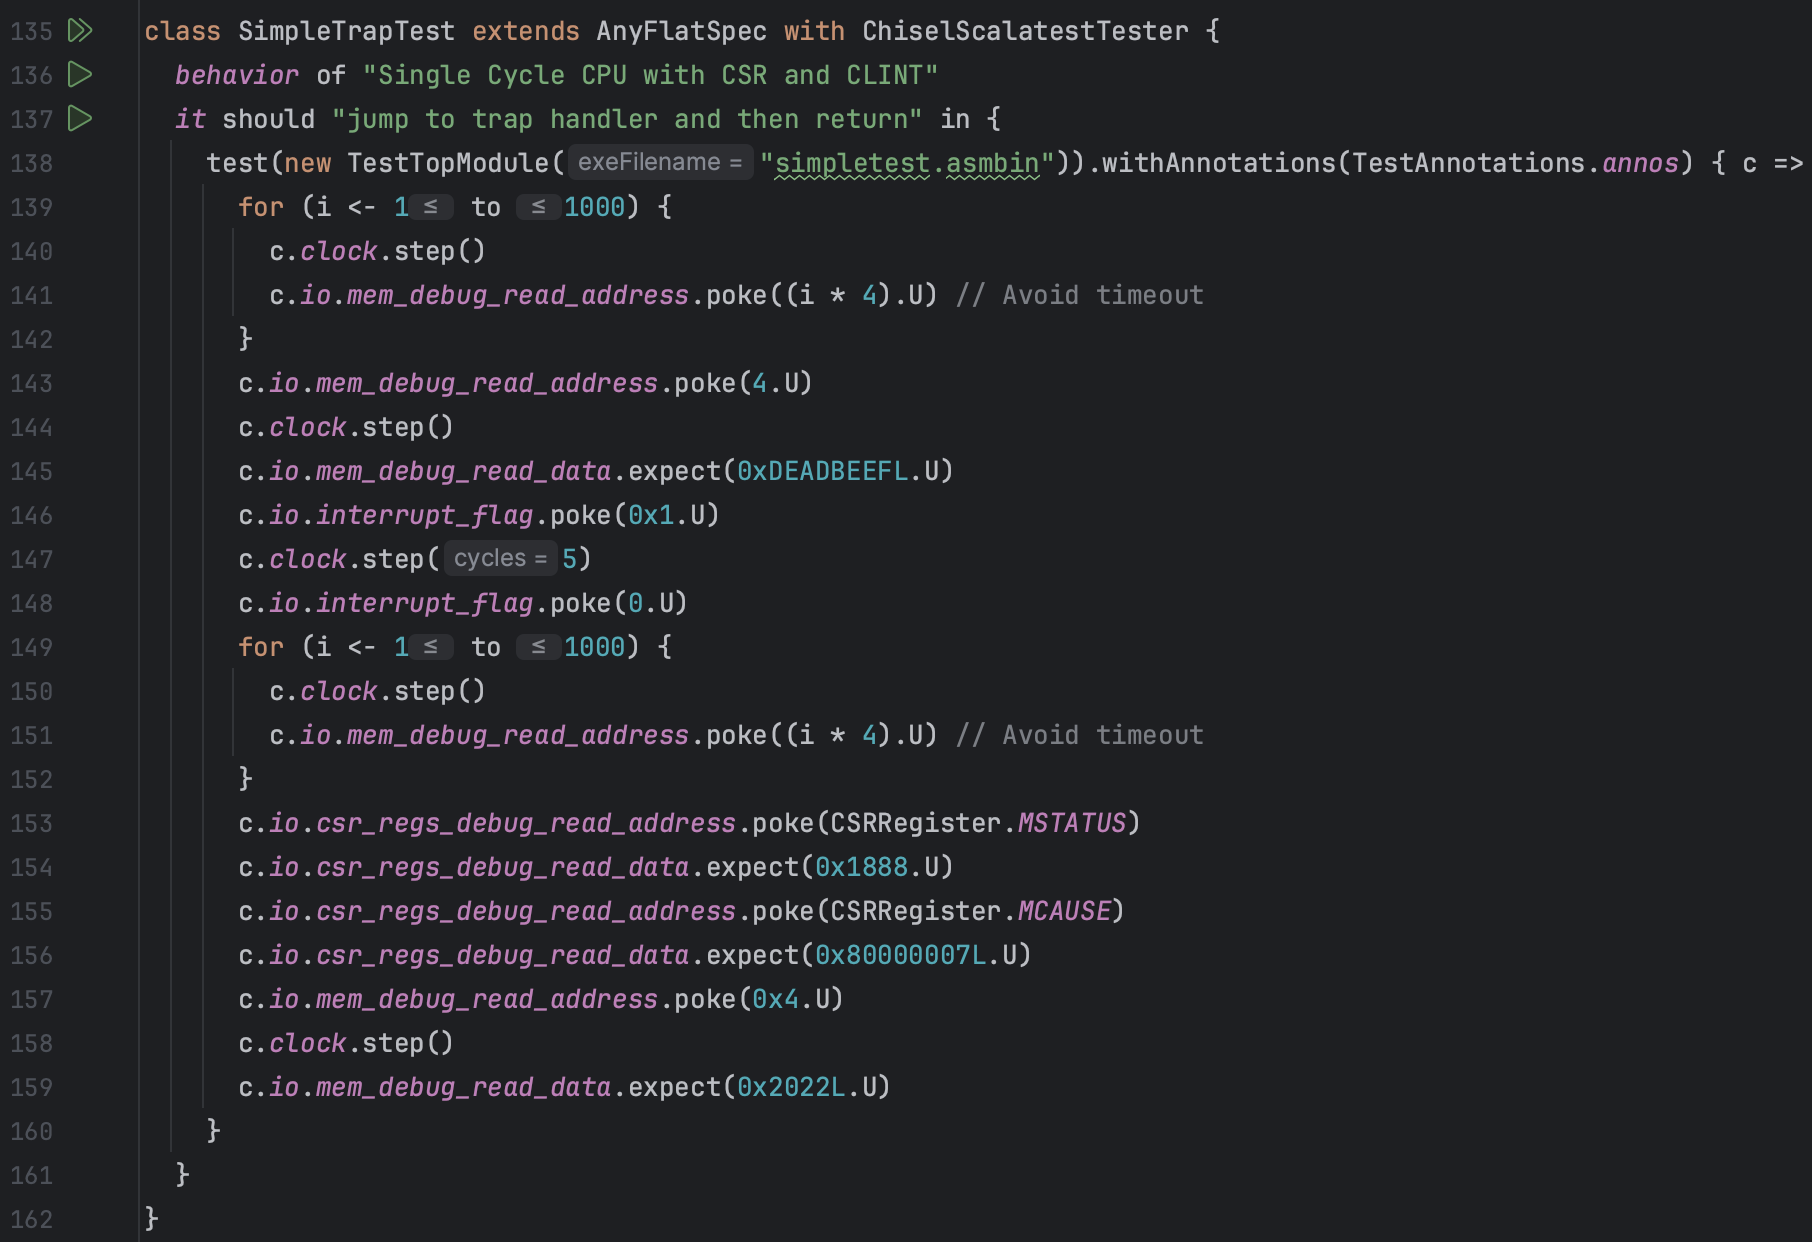 135 class SimpleTrapTest extends AnyFlatSpec with ChiselScalatestTester {
136 behavior of "Single Cycle CPU with CSR and CLINT"
137 it should "jump to trap handler and then return" in {
138 test(new TestTopModule( exeFilename = "simpletest.asmbin")).withAnnotations(TestAnnotations.annos) { c =>
139 for (i <- 1 ≤ to ≤ 1000) {
140 c.clock.step()
141 c.io.mem_debug_read_address.poke((i * 4).U) // Avoid timeout
142 }
143 c.io.mem_debug_read_address.poke(4.U)
144 c.clock.step()
145 c.io.mem_debug_read_data.expect(0xDEADBEEFL.U)
146 c.io.interrupt_flag.poke(0x1.U)
147 c.clock.step( cycles = 5)
148 c.io.interrupt_flag.poke(0.U)
149 for (i <- 1 ≤ to ≤ 1000) {
150 c.clock.step()
151 c.io.mem_debug_read_address.poke((i * 4).U) // Avoid timeout
152 }
153 c.io.csr_regs_debug_read_address.poke(CSRRegister.MSTATUS)
154 c.io.csr_regs_debug_read_data.expect(0x1888.U)
155 c.io.csr_regs_debug_read_address.poke(CSRRegister.MCAUSE)
156 c.io.csr_regs_debug_read_data.expect(0x80000007L.U)
157 c.io.mem_debug_read_address.poke(0x4.U)
158 c.clock.step()
159 c.io.mem_debug_read_data.expect(0x2022L.U)
160 }
161 }
162 }